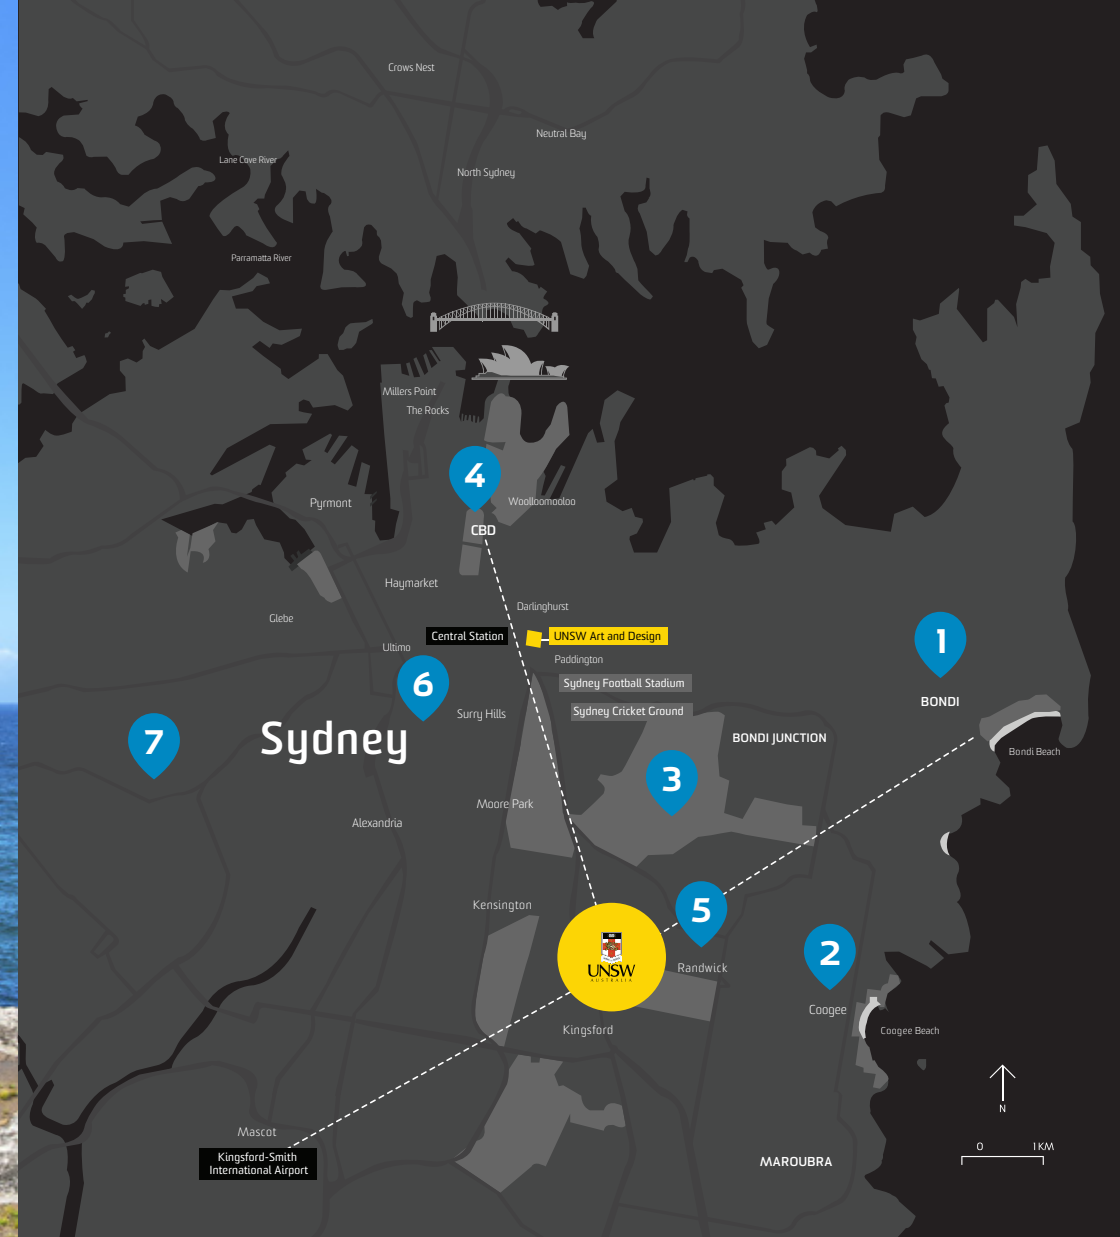 Crows Nest
Neutral Bay
Lane Cove River
North Sydney
Parramatta River
Millers Point
The Rocks
4
Woolloomooloo
Pyrmont
CBD
Haymarket
Darlinghurst
Glebe
Central Station
UNSW Art and Design
1
Ultimo
Paddington
6
Sydney Football Stadium
BONDI
Surry Hills
Sydney Cricket Ground
7
Sydney
BONDI JUNCTION
Bondi Beach
3
Moore Park
Alexandria
Kensington
5
UNSW
AUSTRALIA
2
Randwick
Coogee
Kingsford
Coogee Beach
N
Mascot
0 1KM
Kingsford-Smith
International Airport
MAROUBRA